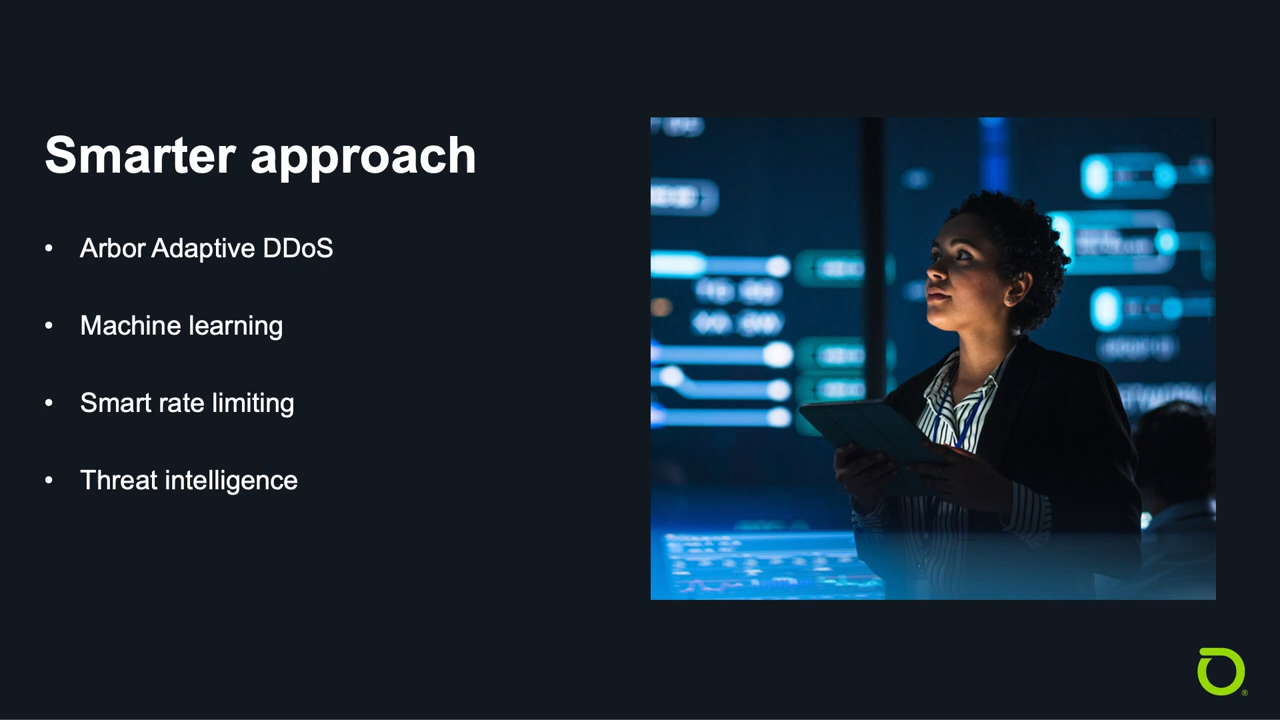 Smarter approach
• Arbor Adaptive DDoS
• Machine learning
• Smart rate limiting
• Threat intelligence
®